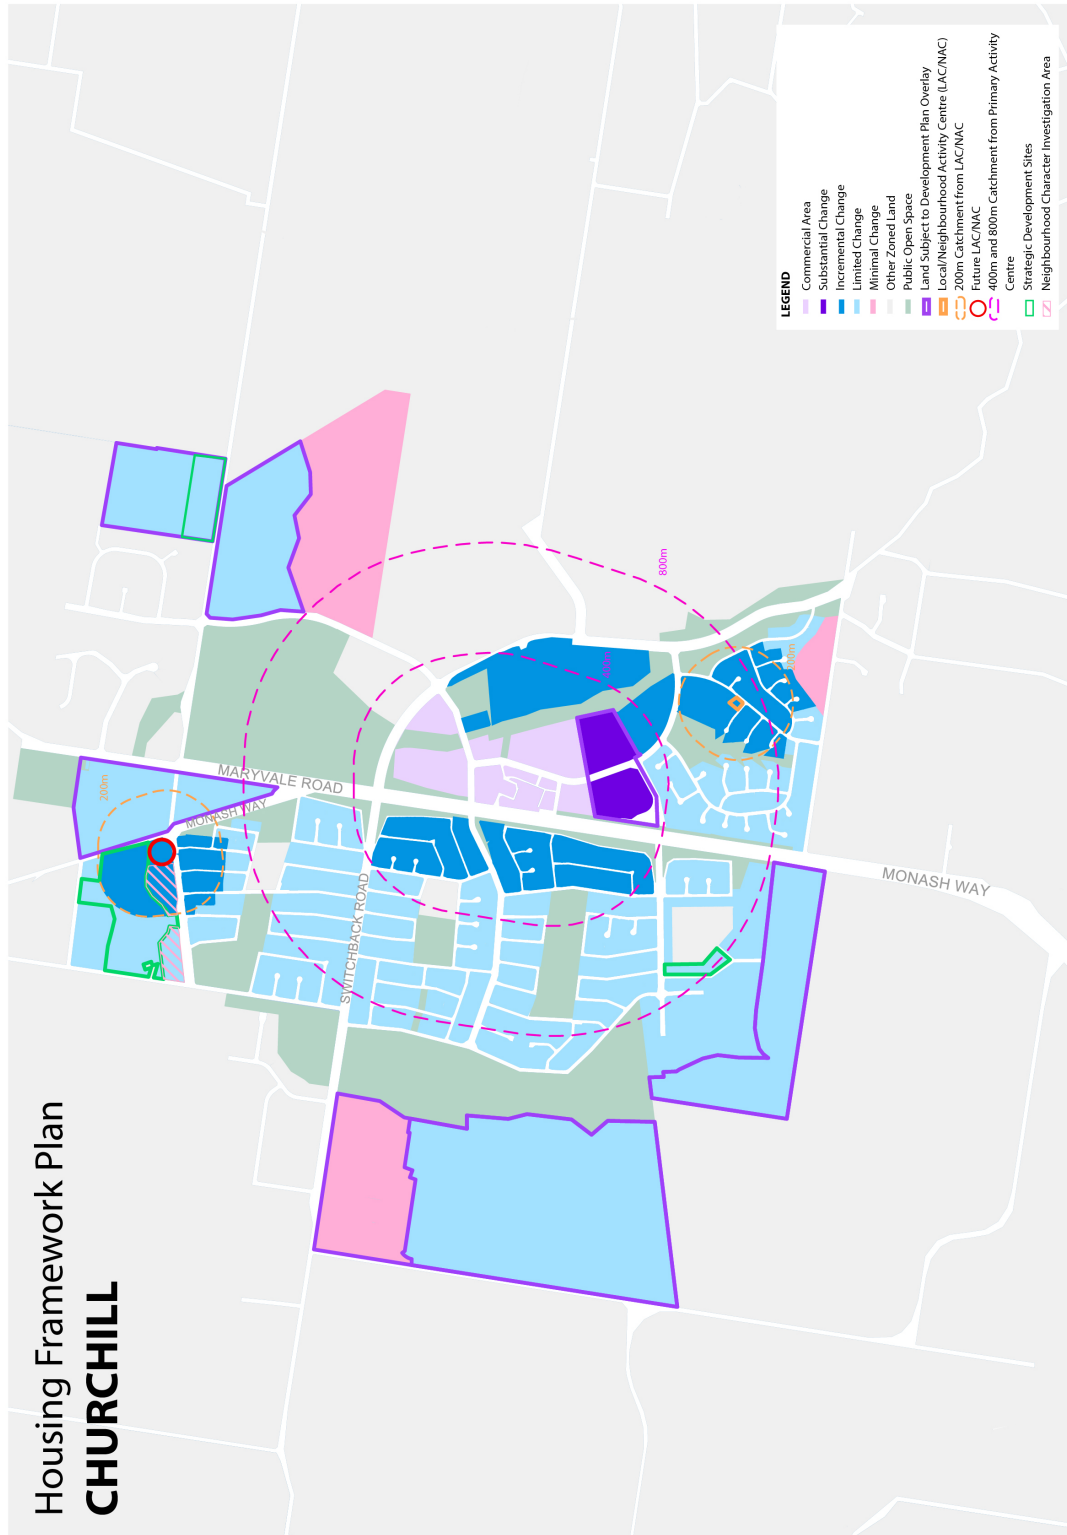 Housing Framework Plan
CHURCHILL
LEGEND
Commercial Area
Substantial Change
Incremental Change
Limited Change
Minimal Change
Other Zoned Land
Public Open Space
Land Subject to Development Plan Overlay
Local/Neighbourhood Activity Centre (LAC/NAC)
200m Catchment from LAC/NAC
Future LAC/NAC
400m and 800m Catchment from Primary Activity
Centre
Strategic Development Sites
Neighbourhood Character Investigation Area
200m
MARYVALE ROAD
MONASH WAY
SWITCHBACK ROAD
800m
400m
200m
MONASH WAY